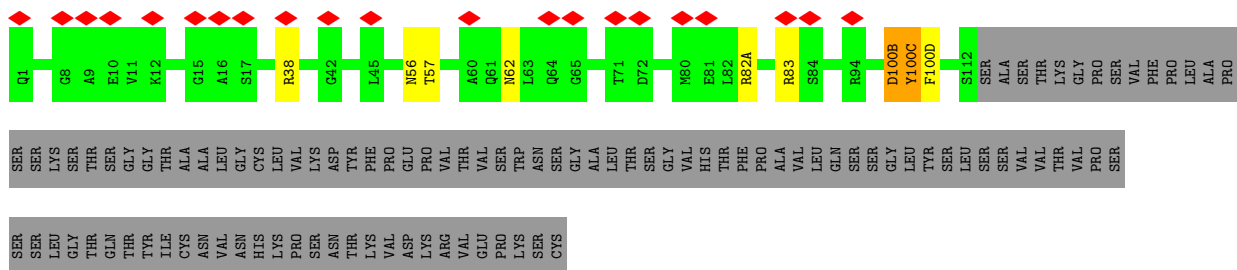 Q1 G8 A9 E10 V11 K12 G15 A16 S17 R38 G42 L45 N56 T57 A60 Q61 N62 L63 Q64 G65 T71 D72 M80 E81 L82 R82A R83 S84 R94 D100B Y100C F100D S112 SER ALA SER THR LYS GLY PRO SER VAL PHE PRO LEU ALA PRO
SER SER LYS SER THR SER GLY GLY THR ALA ALA LEU GLY CYS LEU VAL LYS ASP TYR PHE PRO GLU PRO VAL THR VAL SER TRP ASN SER GLY ALA LEU THR SER GLY VAL HIS THR PHE PRO ALA VAL LEU GLN SER SER GLY LEU TYR SER LEU SER SER VAL VAL THR VAL PRO SER
SER SER LEU GLY THR GLN THR TYR ILE CYS ASN VAL ASN HIS LYS PRO SER ASN THR LYS VAL ASP LYS ARG VAL GLU PRO LYS SER CYS